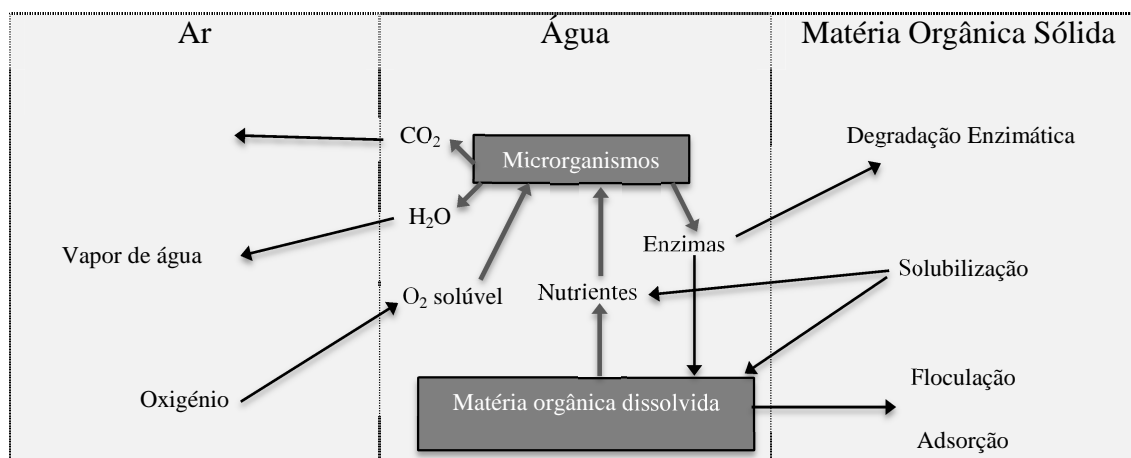 Ar
Água
Matéria Orgânica Sólida
CO₂
Microrganismos
Degradação Enzimática
H₂O
Vapor de água
Enzimas
Solubilização
O₂ solúvel
Nutrientes
Oxigénio
Matéria orgânica dissolvida
Floculação
Adsorção